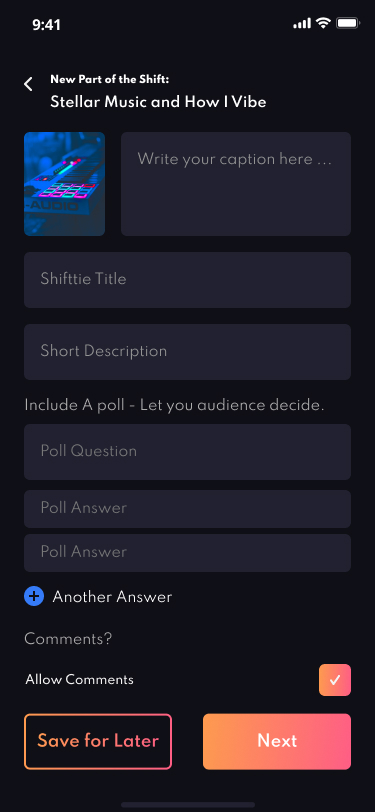 9:41
New Part of the Shift:
Stellar Music and How I Vibe
Write your caption here ...
Shifttie Title
Short Description
Include A poll - Let you audience decide.
Poll Question
Poll Answer
Poll Answer
Another Answer
Comments?
Allow Comments
Save for Later
Next